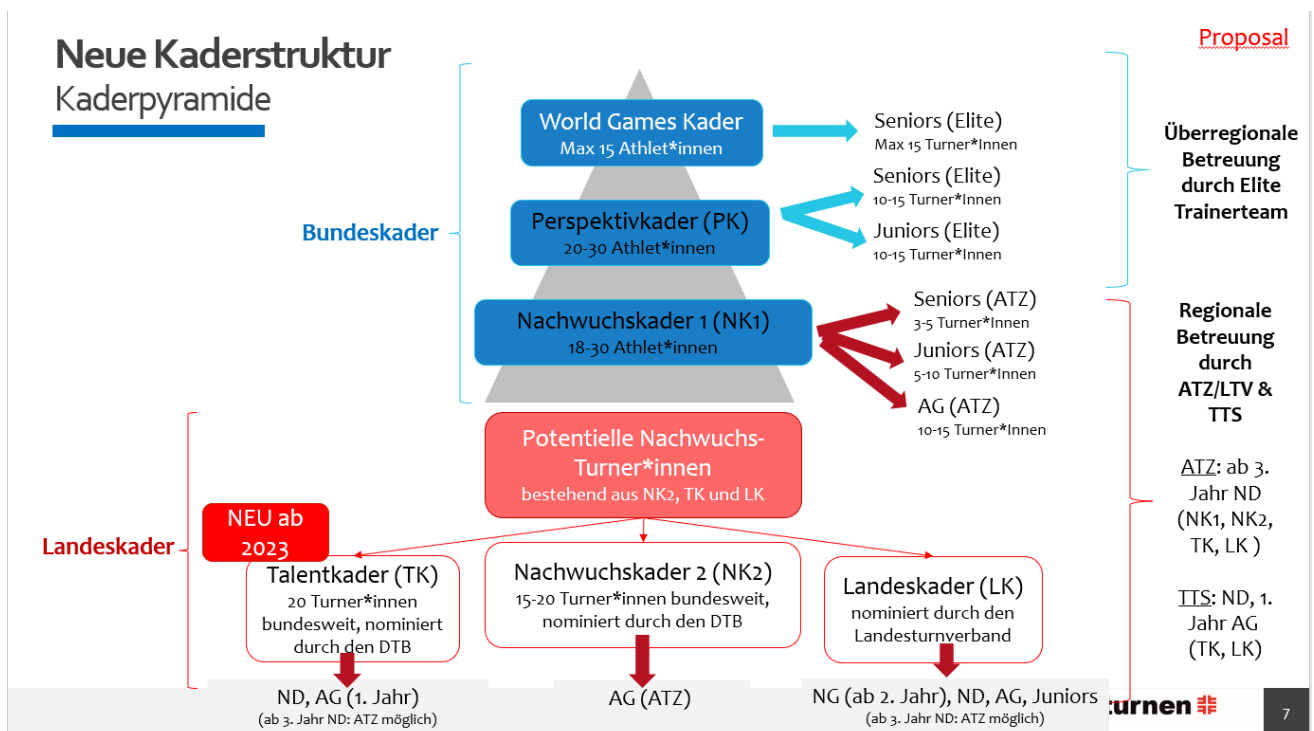 Neue Kaderstruktur
Kaderpyramide
Proposal
World Games Kader
Max 15 Athlet*innen
Seniors (Elite)
Max 15 Turner*Innen
Perspektivkader (PK)
20-30 Athlet*innen
Seniors (Elite)
10-15 Turner*Innen
Juniors (Elite)
10-15 Turner*Innen
Bundeskader
Nachwuchskader 1 (NK1)
18-30 Athlet*innen
Seniors (ATZ)
3-5 Turner*Innen
Juniors (ATZ)
5-10 Turner*Innen
AG (ATZ)
10-15 Turner*Innen
Überregionale
Betreuung
durch Elite
Trainerteam
Regionale
Betreuung
durch
ATZ/LTV &
TTS
ATZ: ab 3.
Jahr ND
(NK1, NK2,
TK, LK )
TTS: ND, 1.
Jahr AG
(TK, LK)
Potentielle Nachwuchs-
Turner*innen
bestehend aus NK2, TK und LK
Landeskader
NEU ab
2023
Talentkader (TK)
20 Turner*innen
bundesweit, nominiert
durch den DTB
Nachwuchskader 2 (NK2)
15-20 Turner*innen bundesweit,
nominiert durch den DTB
Landeskader (LK)
nominiert durch den
Landesturnverband
ND, AG (1. Jahr)
(ab 3. Jahr ND: ATZ möglich)
AG (ATZ)
NG (ab 2. Jahr), ND, AG, Juniors
(ab 3. Jahr ND: ATZ möglich)
turnen
7